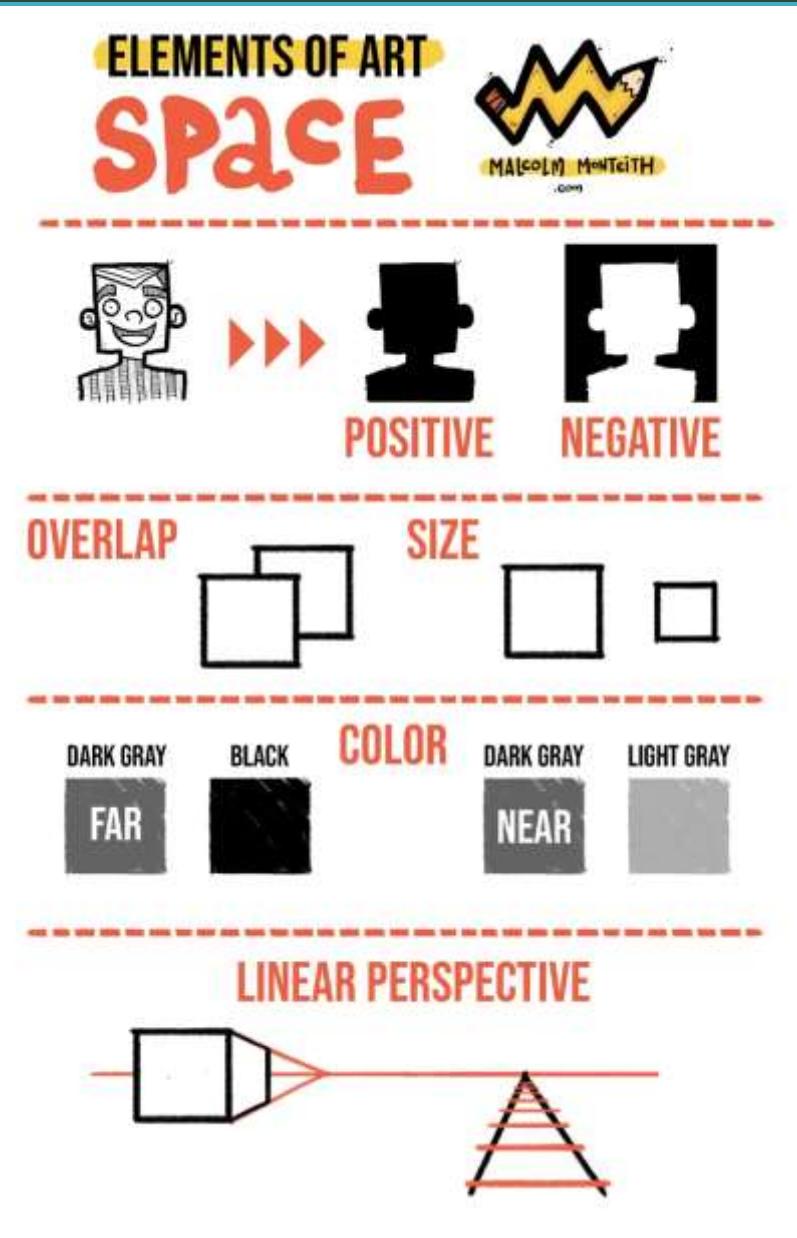 ELEMENTS OF ART
SPaCE
MALCOLM MONTEITH
.com
POSITIVE NEGATIVE
OVERLAP SIZE
COLOR
DARK GRAY BLACK DARK GRAY LIGHT GRAY
FAR NEAR
LINEAR PERSPECTIVE